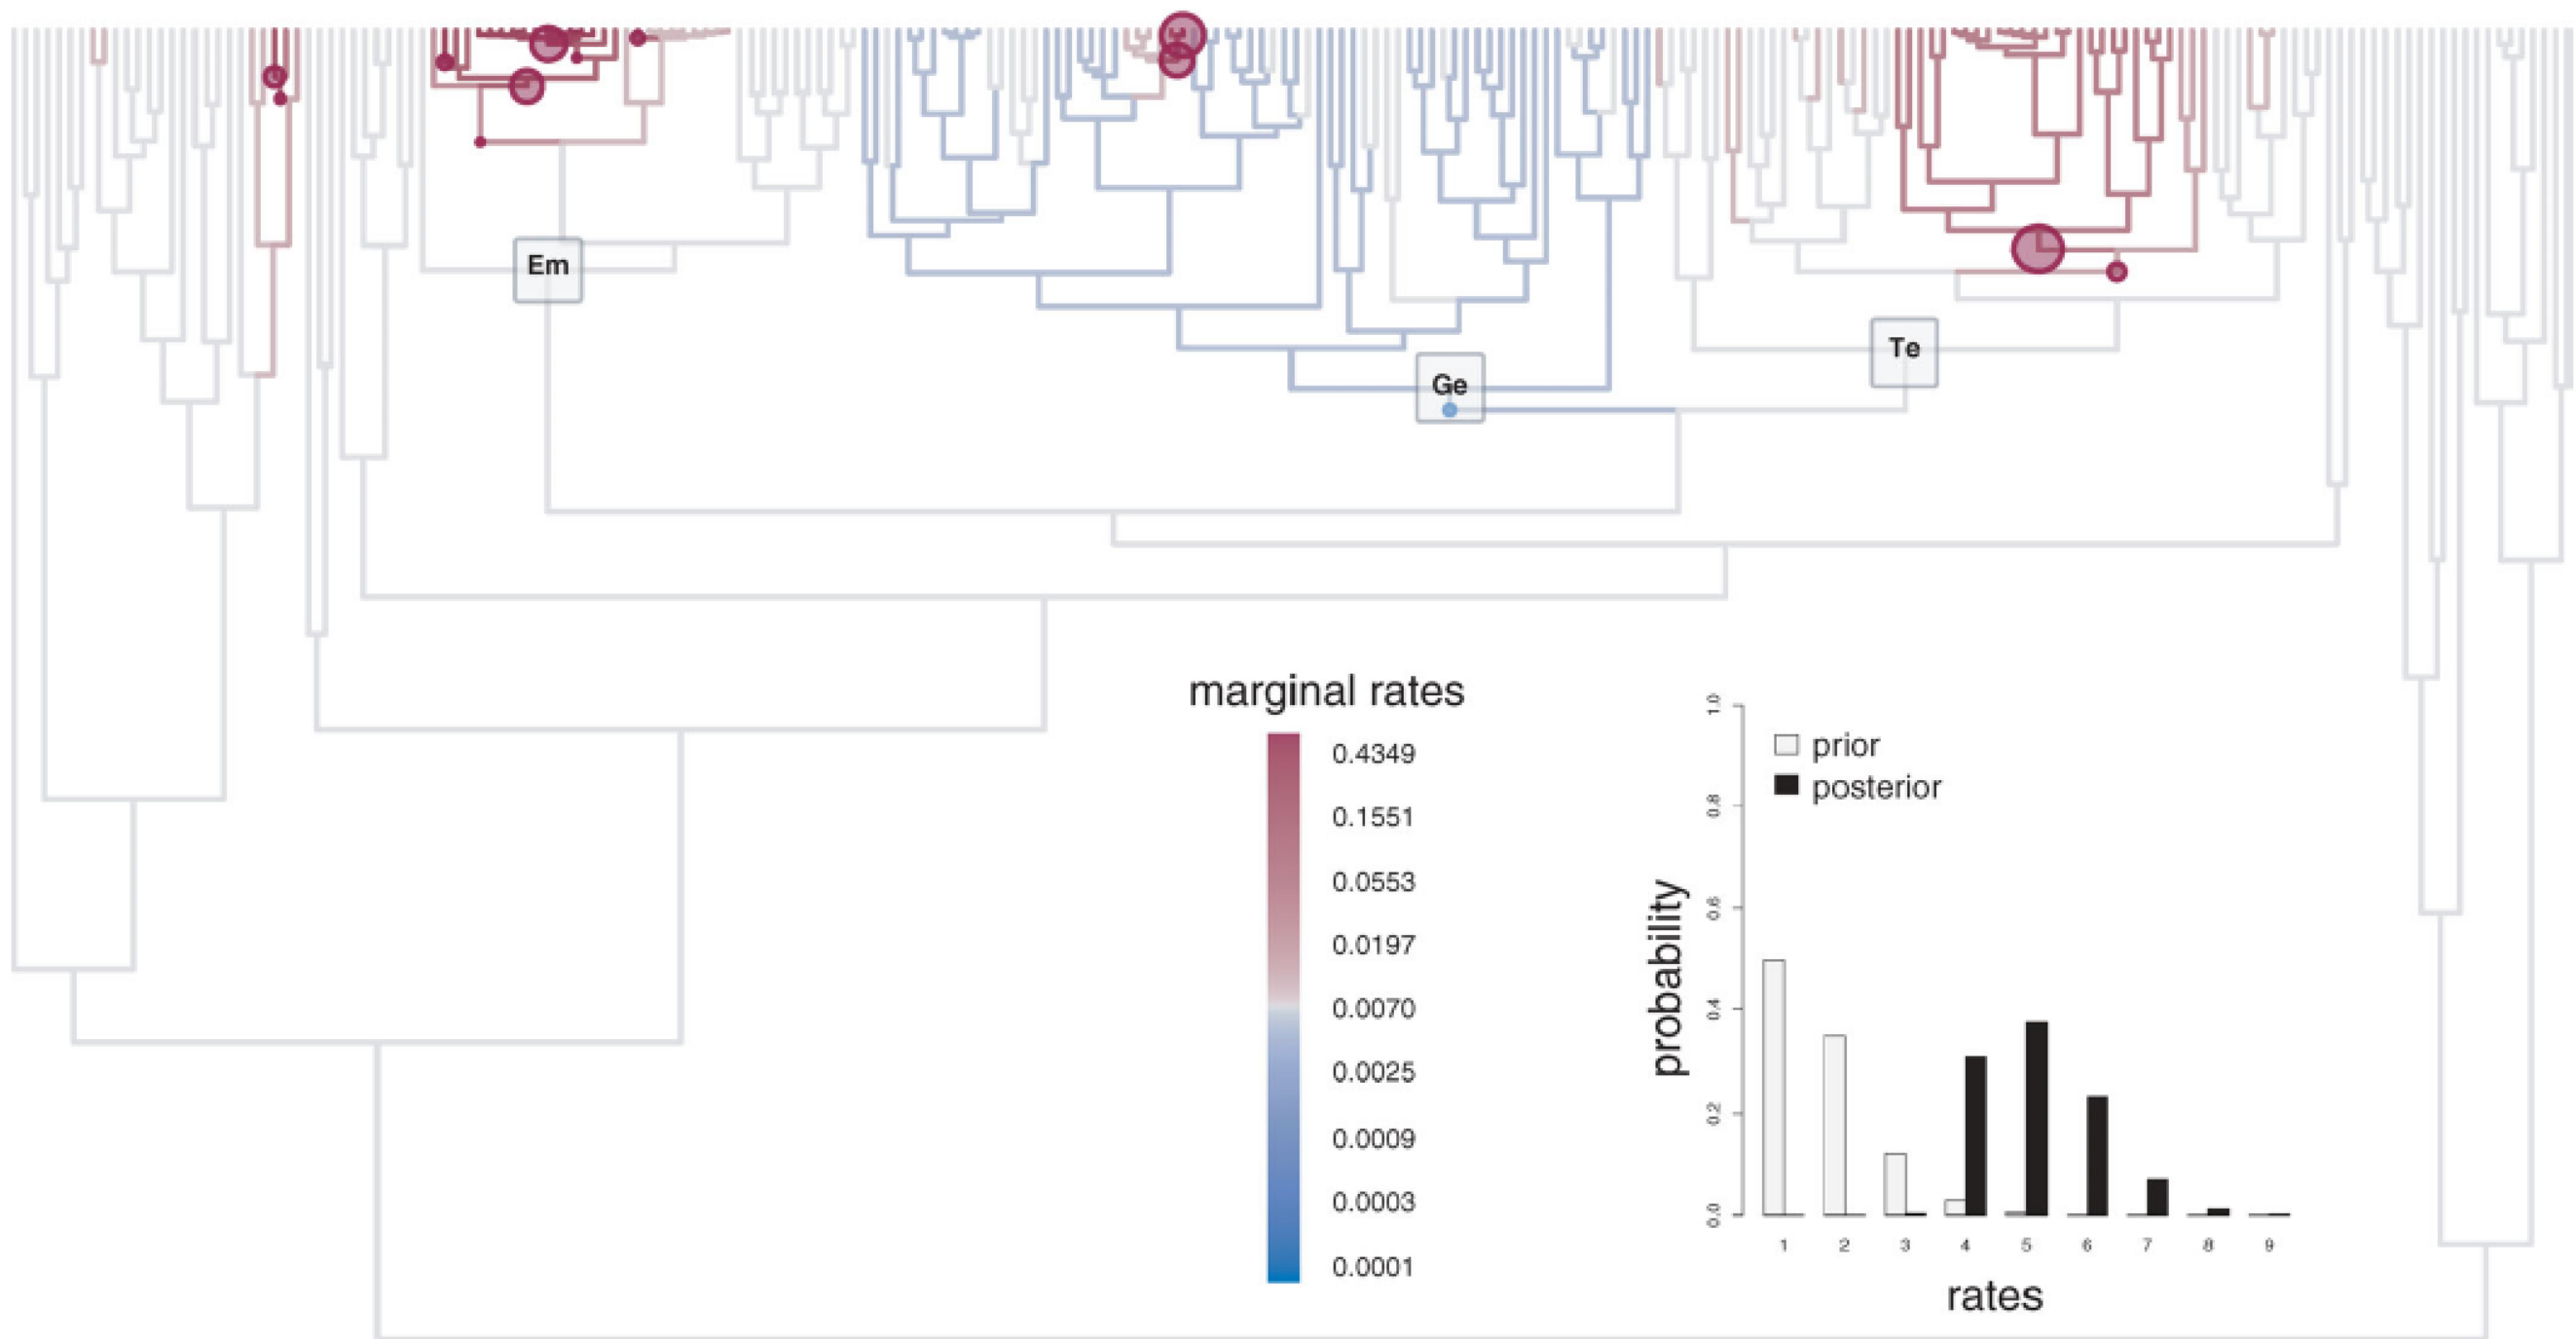 Em
Te
Ge
marginal rates
0.4349
0.1551
0.0553
0.0197
0.0070
0.0025
0.0009
0.0003
0.0001
prior
posterior
probability
1.0
0.8
0.6
0.4
0.2
0.0
1 2 3 4 5 6 7 8 9
rates